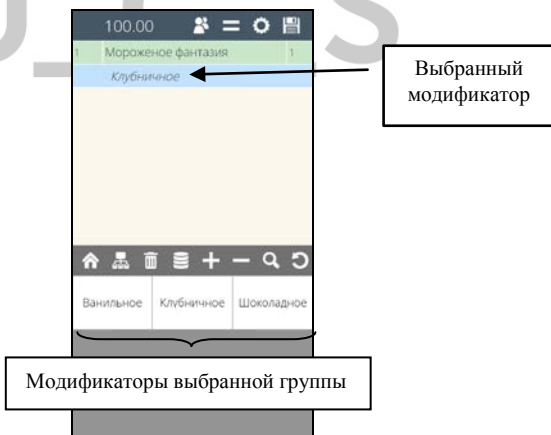 100.00
1 Мороженое фантазия 1
Клубничное
Выбранный
модификатор
Ванильное Клубничное Шоколадное
Модификаторы выбранной группы